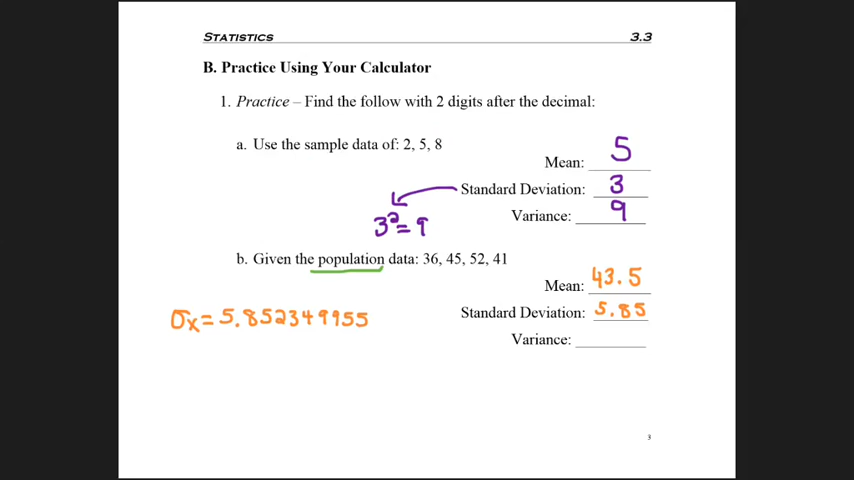 STATISTICS 3.3
B. Practice Using Your Calculator
1. Practice – Find the follow with 2 digits after the decimal:
a. Use the sample data of: 2, 5, 8
Mean: 5
Standard Deviation: 3
Variance: 9
3²= 9
b. Given the population data: 36, 45, 52, 41
Mean: 43.5
Standard Deviation: 5.85
σx = 5.852349955
Variance:
3